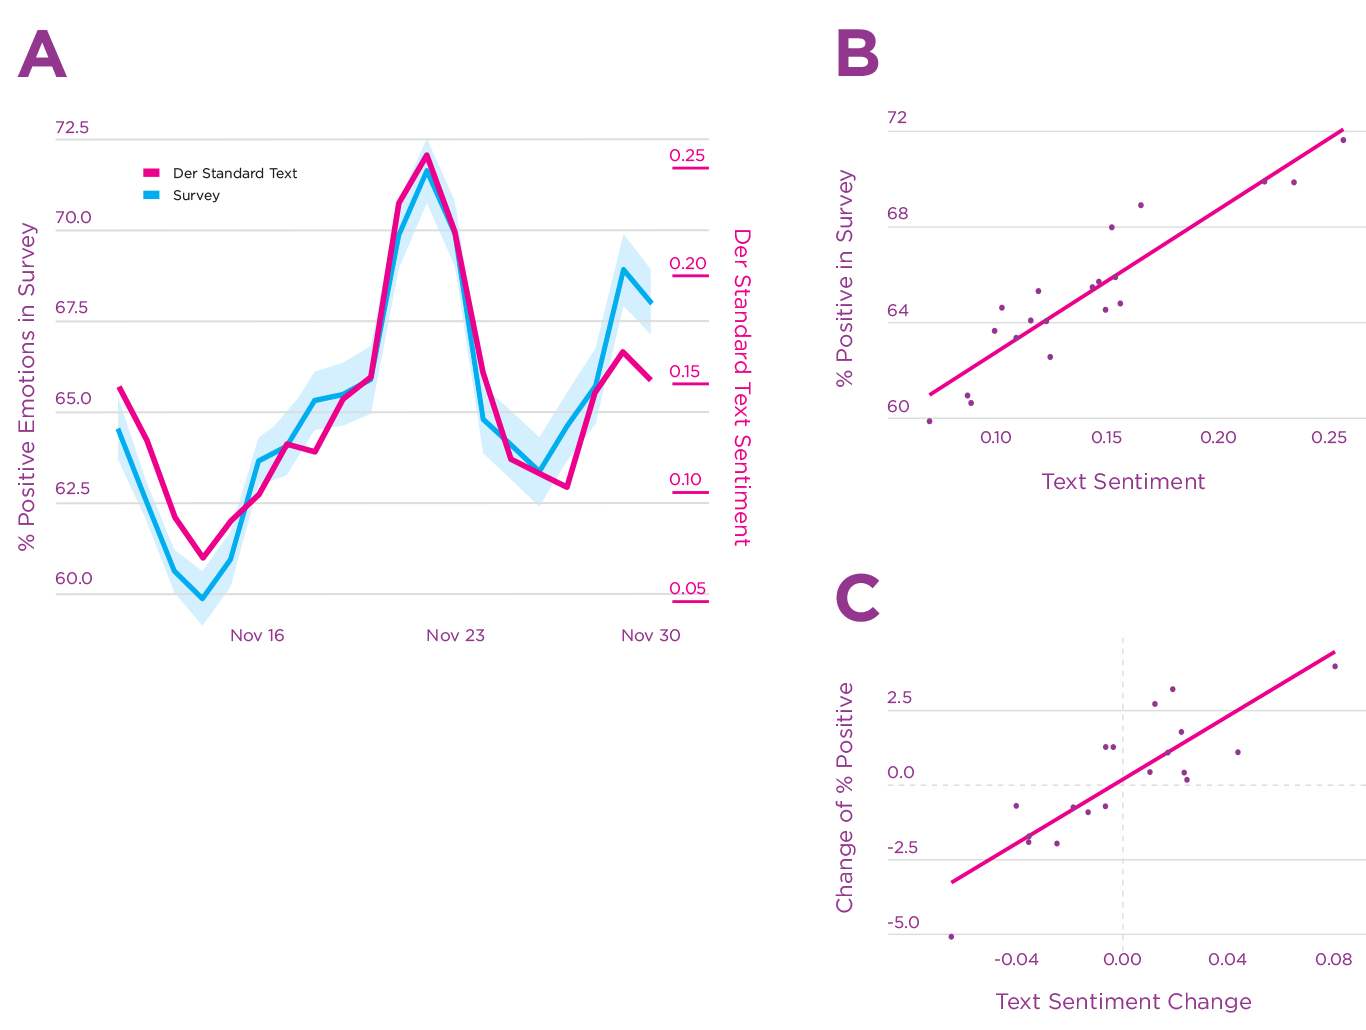 A
72.5
Der Standard Text
Survey
0.25
70.0
0.20
67.5
0.15
65.0
0.10
62.5
0.05
60.0
% Positive Emotions in Survey
Der Standard Text Sentiment
Nov 16
Nov 23
Nov 30
B
72
68
64
60
% Positive in Survey
0.10
0.15
0.20
0.25
Text Sentiment
C
2.5
0.0
-2.5
-5.0
Change of % Positive
-0.04
0.00
0.04
0.08
Text Sentiment Change